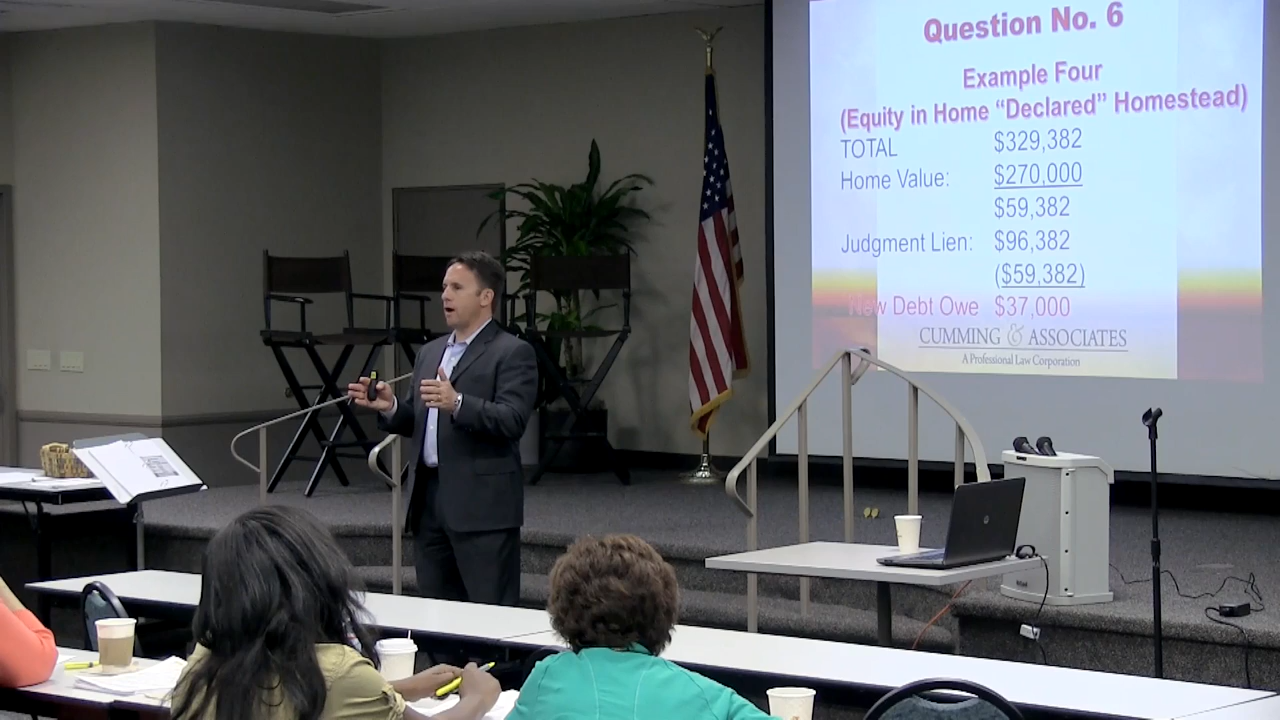 Question No. 6
Example Four
(Equity in Home “Declared” Homestead)
TOTAL $329,382
Home Value: $270,000
$59,382
Judgment Lien: $96,382
($59,382)
New Debt Owe $37,000
CUMMING & ASSOCIATES
A Professional Law Corporation